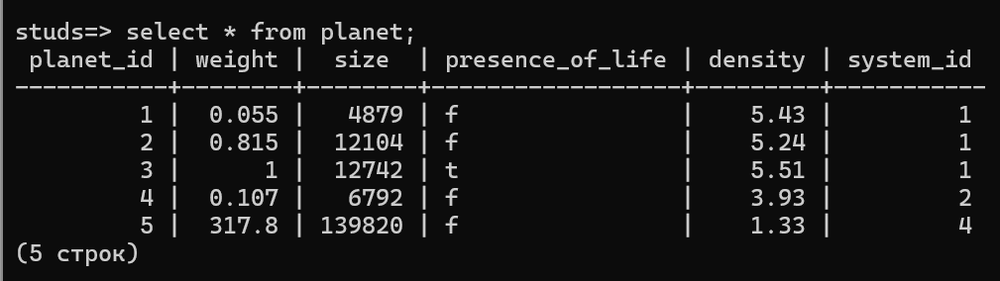 studs=> select * from planet;
 planet_id | weight |  size  | presence_of_life | density | system_id
-----------+--------+--------+------------------+---------+-----------
         1 |  0.055 |   4879 | f                |    5.43 |         1
         2 |  0.815 |  12104 | f                |    5.24 |         1
         3 |      1 |  12742 | t                |    5.51 |         1
         4 |  0.107 |   6792 | f                |    3.93 |         2
         5 |  317.8 | 139820 | f                |    1.33 |         4
(5 строк)